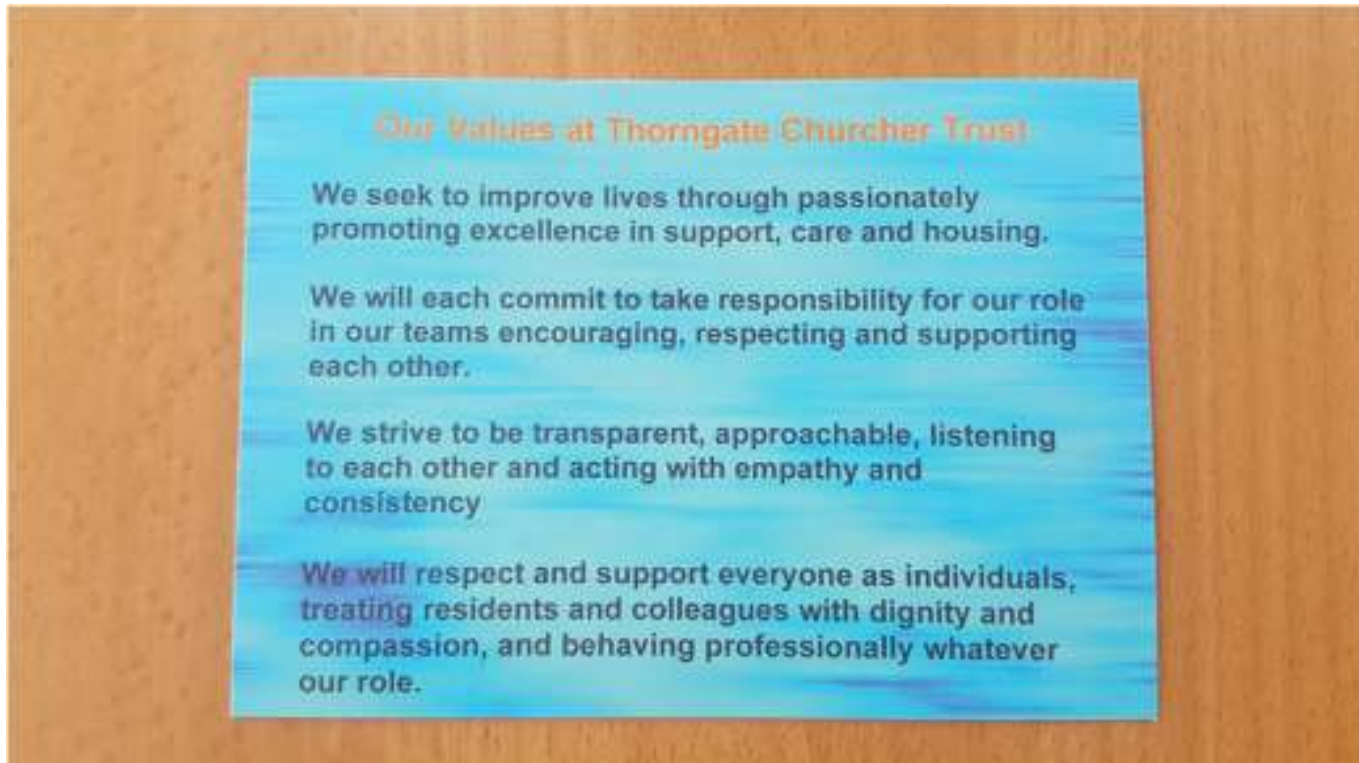 Our Values at Thorngate Churcher Trust
We seek to improve lives through passionately
promoting excellence in support, care and housing.
We will each commit to take responsibility for our role
in our teams encouraging, respecting and supporting
each other.
We strive to be transparent, approachable, listening
to each other and acting with empathy and
consistency
We will respect and support everyone as individuals,
treating residents and colleagues with dignity and
compassion, and behaving professionally whatever
our role.